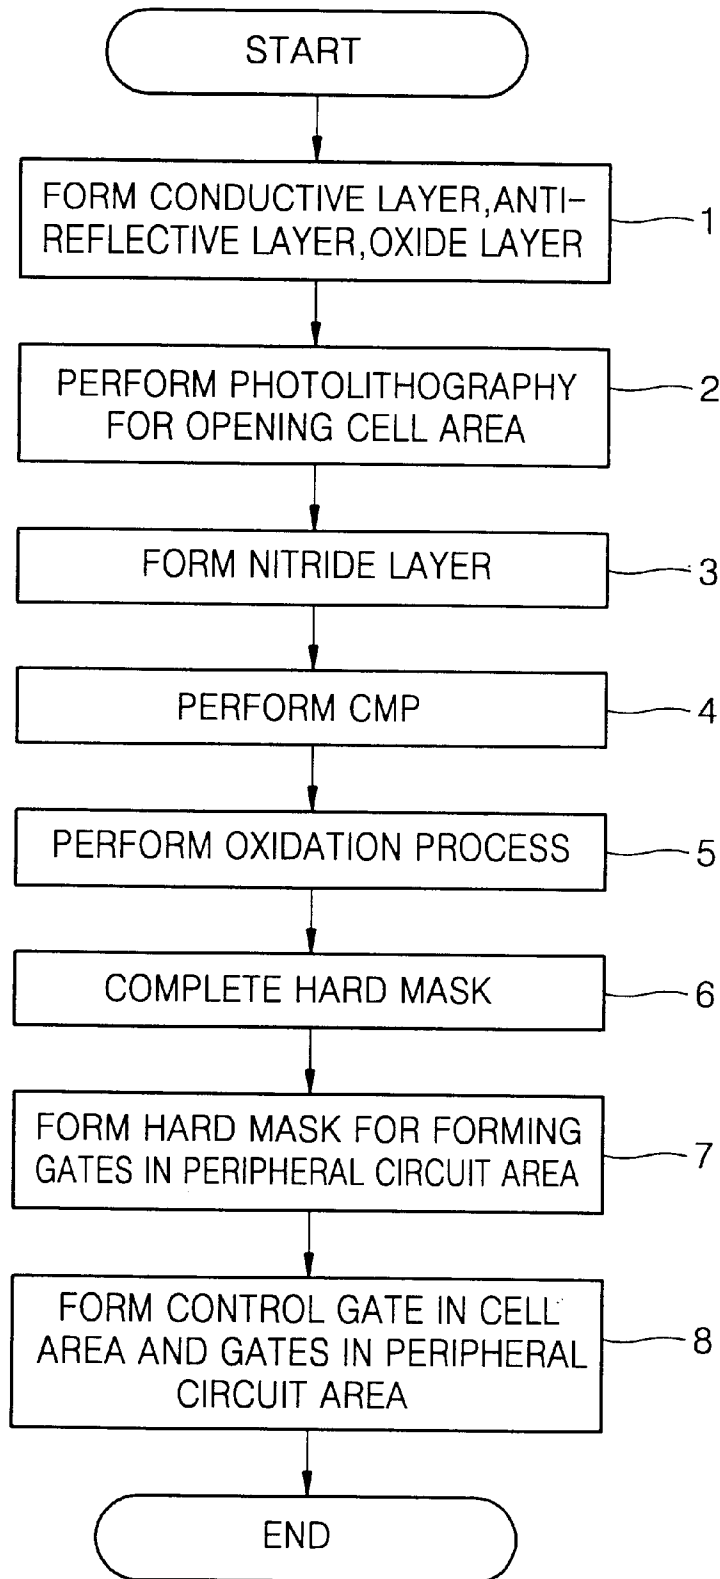 START
FORM CONDUCTIVE LAYER,ANTI-
REFLECTIVE LAYER,OXIDE LAYER
1
PERFORM PHOTOLITHOGRAPHY
FOR OPENING CELL AREA
2
FORM NITRIDE LAYER
3
PERFORM CMP
4
PERFORM OXIDATION PROCESS
5
COMPLETE HARD MASK
6
FORM HARD MASK FOR FORMING
GATES IN PERIPHERAL CIRCUIT AREA
7
FORM CONTROL GATE IN CELL
AREA AND GATES IN PERIPHERAL
CIRCUIT AREA
8
END